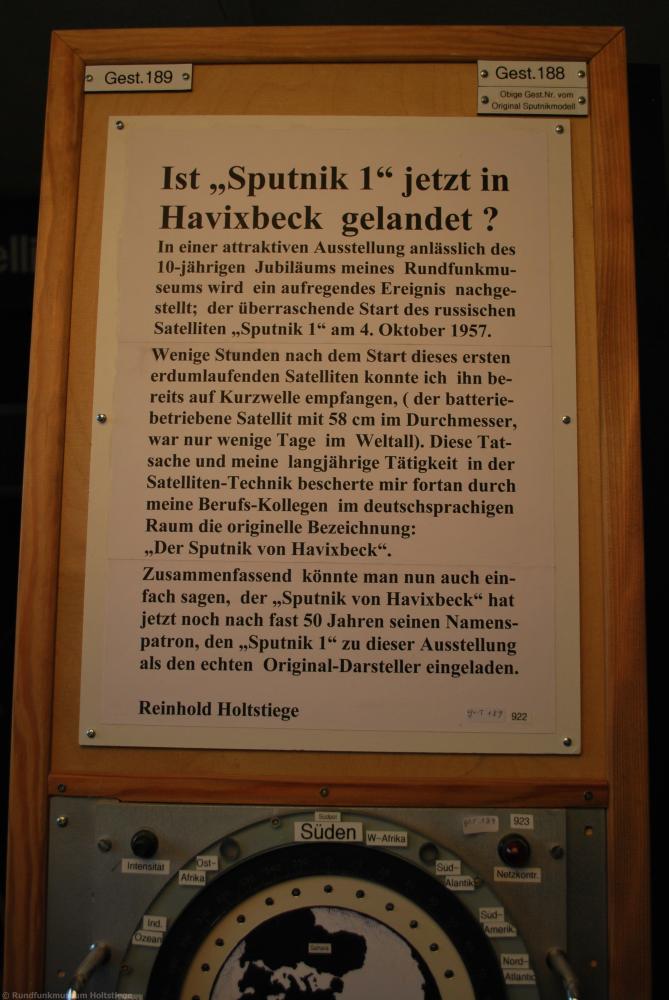 Gest.189
Gest.188
Obige Gest.Nr. vom
Original Sputnikmodell
Ist „Sputnik 1“ jetzt in
Havixbeck gelandet ?
In einer attraktiven Ausstellung anlässlich des
10-jährigen Jubiläums meines Rundfunkmu-
seums wird ein aufregendes Ereignis nachge-
stellt; der überraschende Start des russischen
Satelliten „Sputnik 1“ am 4. Oktober 1957.
Wenige Stunden nach dem Start dieses ersten
erdumlaufenden Satelliten konnte ich ihn be-
reits auf Kurzwelle empfangen, ( der batterie-
betriebene Satellit mit 58 cm im Durchmesser,
war nur wenige Tage im Weltall). Diese Tat-
sache und meine langjährige Tätigkeit in der
Satelliten-Technik bescherte mir fortan durch
meine Berufs-Kollegen im deutschsprachigen
Raum die originelle Bezeichnung:
„Der Sputnik von Havixbeck“.
Zusammenfassend könnte man nun auch ein-
fach sagen, der „Sputnik von Havixbeck“ hat
jetzt noch nach fast 50 Jahren seinen Namens-
patron, den „Sputnik 1“ zu dieser Ausstellung
als den echten Original-Darsteller eingeladen.
Reinhold Holtstiege
922
923
Südpol
Süden
W-Afrika
Intensität
Ost-
Afrika
Süd-
Alantik
Netzkontr.
Ind.
Ozean
Süd-
Amerik.
Sahara
Nord-
Atlantic
© Rundfunkmuseum Holtstiege